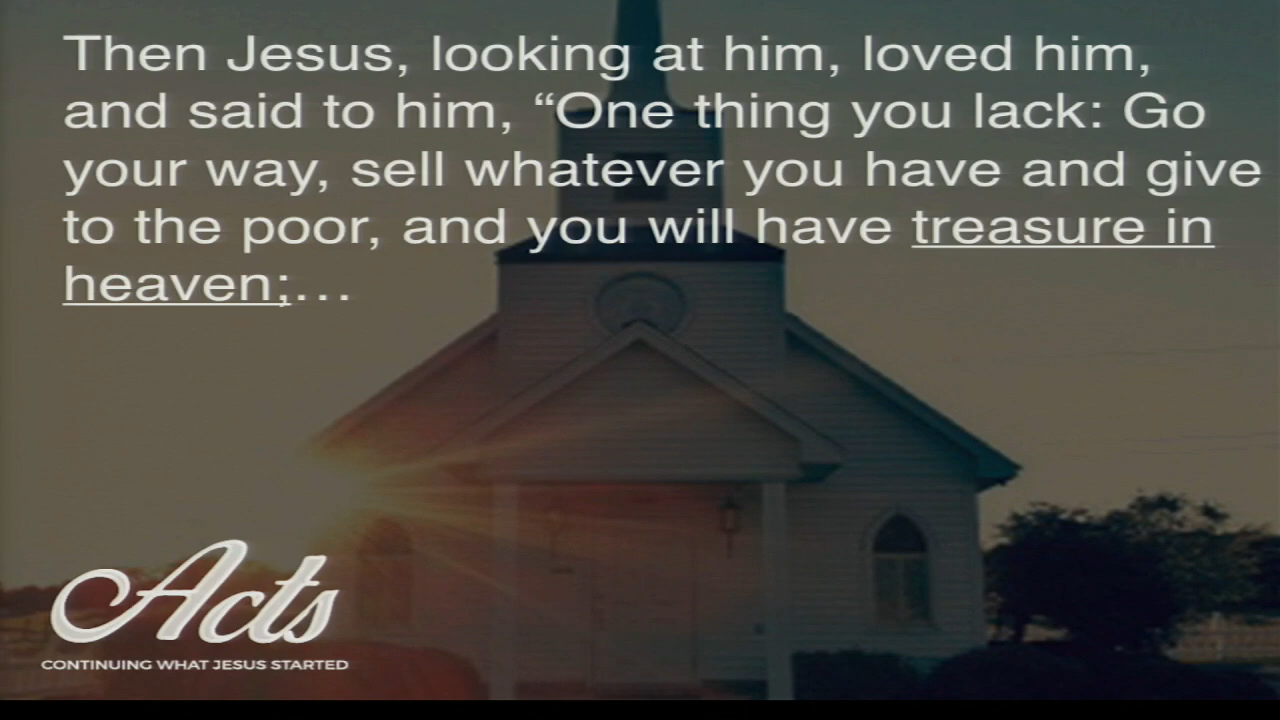 Then Jesus, looking at him, loved him,
and said to him, “One thing you lack: Go
your way, sell whatever you have and give
to the poor, and you will have treasure in
heaven;…
Acts
CONTINUING WHAT JESUS STARTED